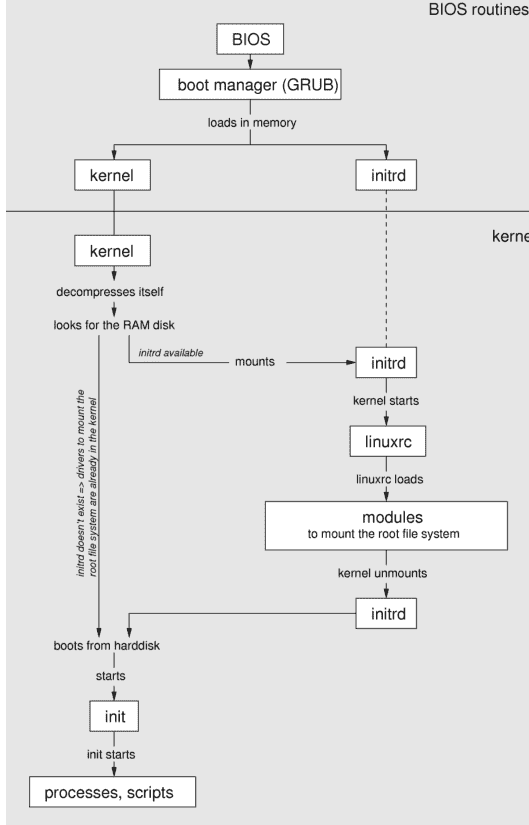 BIOS routines
BIOS
boot manager (GRUB)
loads in memory
kernel
initrd
kernel
decompresses itself
looks for the RAM disk
initrd available
mounts
initrd
kernel starts
linuxrc
linuxrc loads
modules
to mount the root file system
kernel unmounts
initrd
initrd doesn't exist => drivers to mount the
root file system are already in the kernel
boots from harddisk
starts
init
init starts
processes, scripts